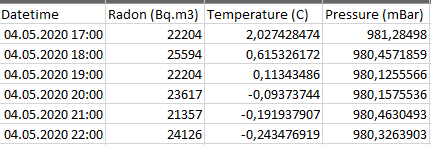 Datetime Radon (Bq.m3) Temperature (C) Pressure (mBar)
04.05.2020 17:00 22204 2,027428474 981,28498
04.05.2020 18:00 25594 0,615326172 980,4571859
04.05.2020 19:00 22204 0,11343486 980,1255566
04.05.2020 20:00 23617 -0,09373744 980,1575536
04.05.2020 21:00 21357 -0,191937907 980,4630493
04.05.2020 22:00 24126 -0,243476919 980,3263903